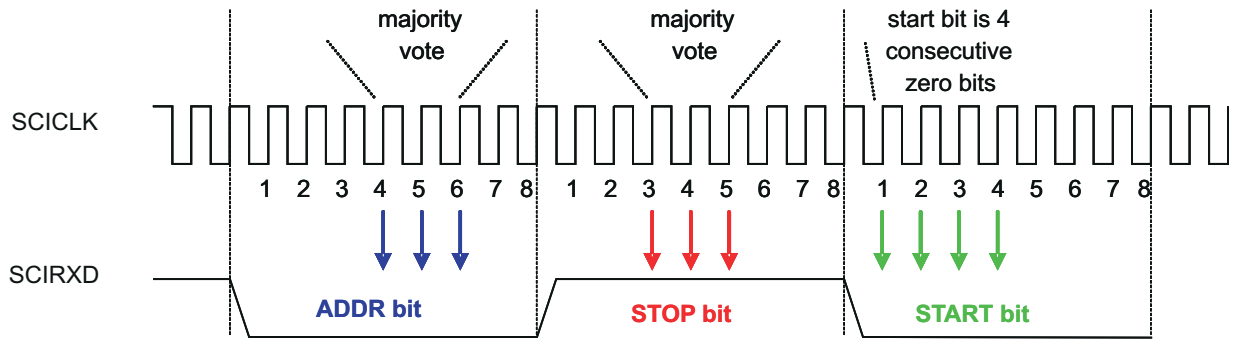 majority
vote
majority
vote
start bit is 4
consecutive
zero bits
SCICLK
1 2 3 4 5 6 7 8 1 2 3 4 5 6 7 8 1 2 3 4 5 6 7 8
SCIRXD
ADDR bit STOP bit START bit